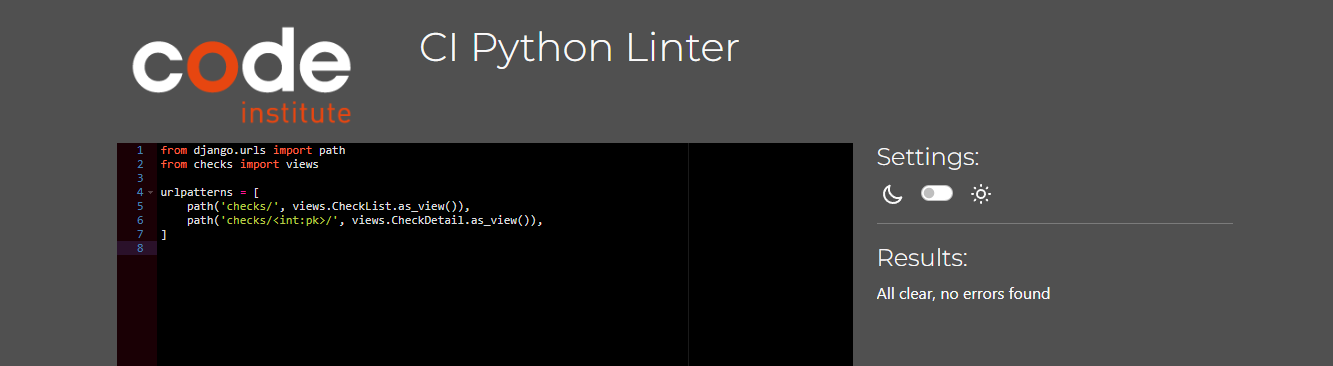 code
institute
CI Python Linter
1 from django.urls import path
2 from checks import views
3
4 urlpatterns = [
5     path('checks/', views.CheckList.as_view()),
6     path('checks/<int:pk>/', views.CheckDetail.as_view()),
7 ]
8
Settings:
Results:
All clear, no errors found